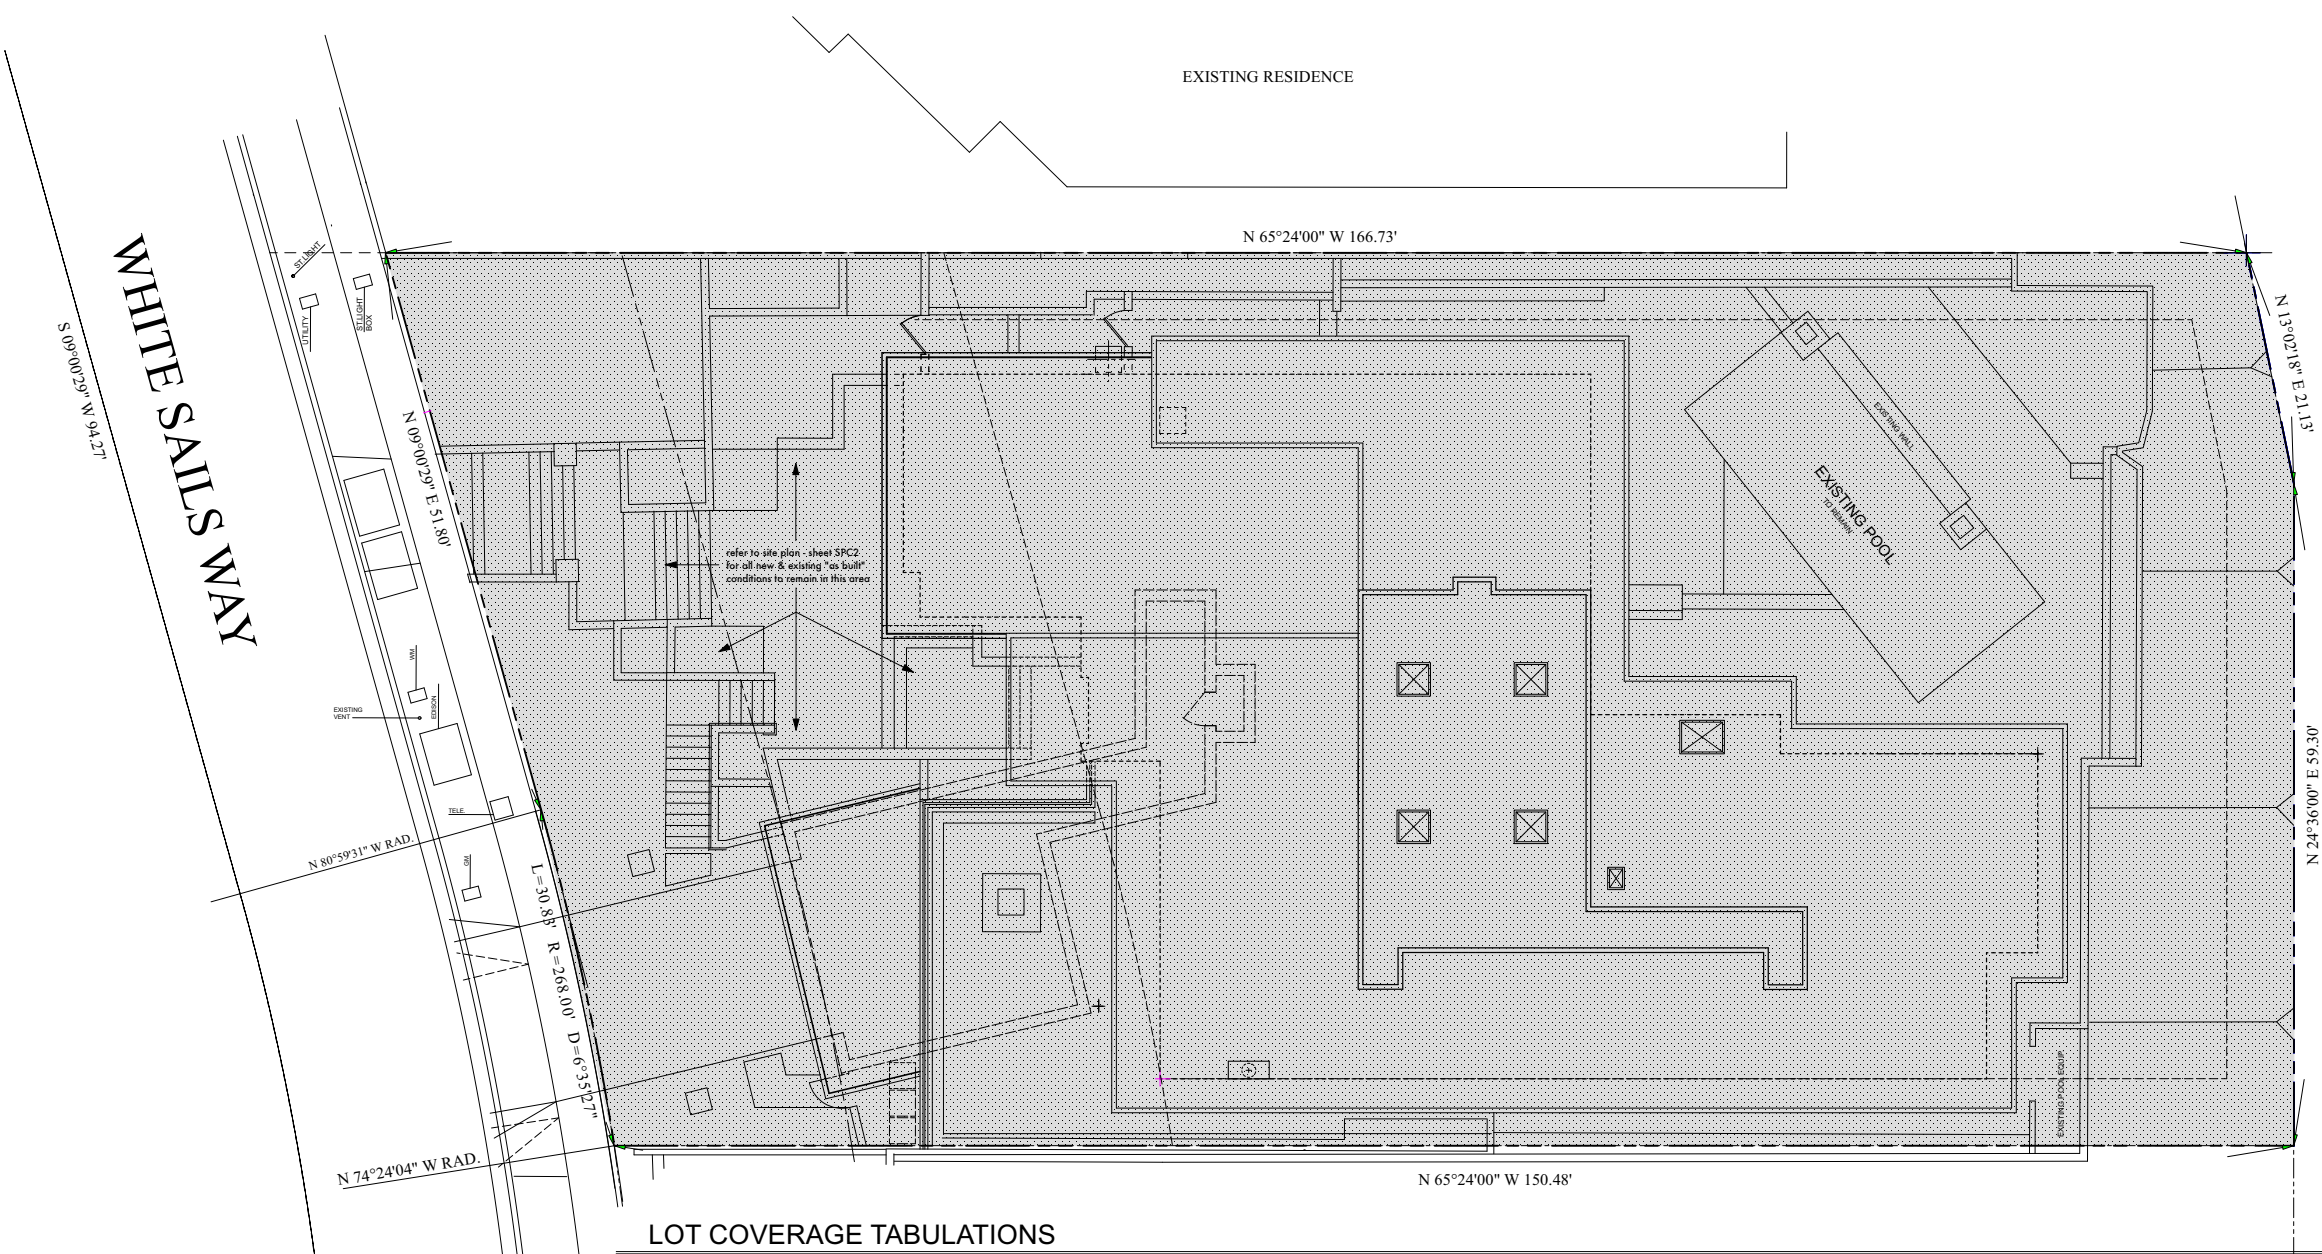 EXISTING RESIDENCE
N 65°24'00" W 166.73'
WHITE SAILS WAY
S 09°00'29" W 94.27'
ST.LIGHT
UTILITY
ST.LIGHT
BOX
N 09°00'29" E 51.80'
N 13°02'18" E 21.13'
EXISTING WALL
EXISTING POOL
TO REMAIN
refer to site plan - sheet SPC2
for all new & existing "as built"
conditions to remain in this area
WM
EDISON
EXISTING
VENT
TELE.
GM
N 80°59'31" W RAD.
L=30.83' R=268.00' D=6°35'27"
N 24°36'00" E 59.30'
EXISTING POOL EQUIP
N 74°24'04" W RAD.
N 65°24'00" W 150.48'
LOT COVERAGE TABULATIONS